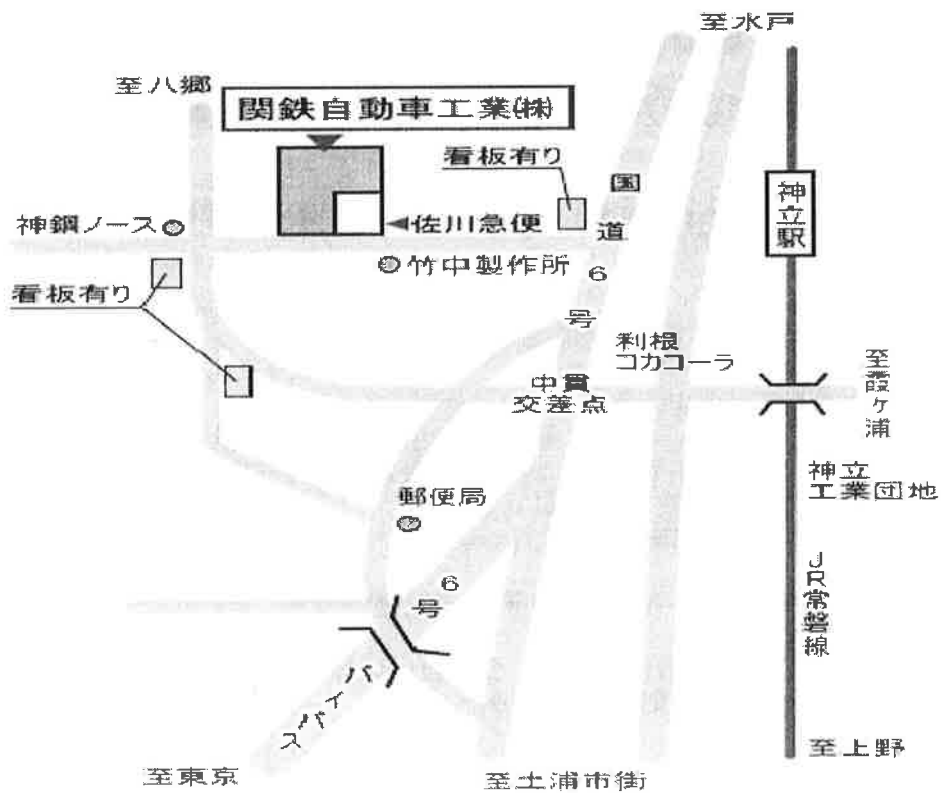 至水戸
至八郷
関鉄自動車工業(株)
看板有り
神鋼ノース
佐川急便
国道6号
神立駅
竹中製作所
看板有り
利根
コカコーラ
中貫
交差点
至霞ヶ浦
神立
工業団地
郵便局
6号
バイパス
JR常磐線
至東京
至土浦市街
至上野